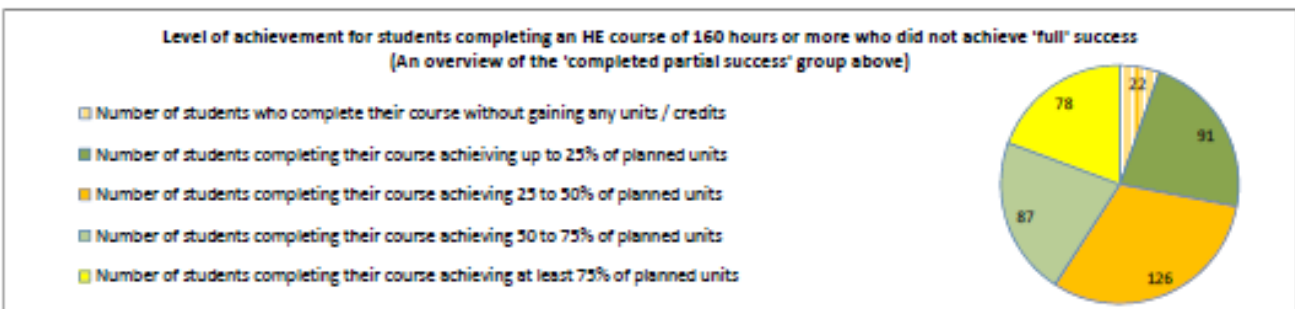 Level of achievement for students completing an HE course of 160 hours or more who did not achieve 'full' success
(An overview of the 'completed partial success' group above)
Number of students who complete their course without gaining any units / credits
Number of students completing their course achieiving up to 25% of planned units
Number of students completing their course achieving 25 to 50% of planned units
Number of students completing their course achieving 50 to 75% of planned units
Number of students completing their course achieving at least 75% of planned units
22
91
126
87
78